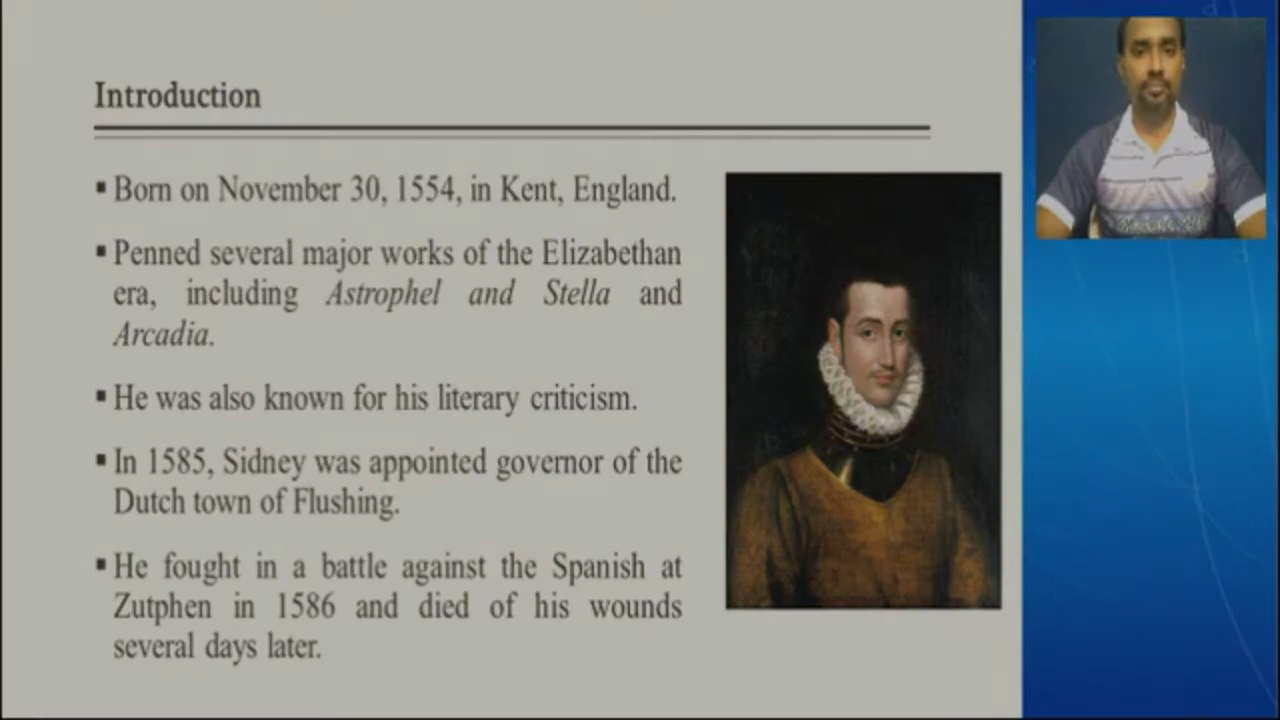 Introduction
▪ Born on November 30, 1554, in Kent, England.
▪ Penned several major works of the Elizabethan
era, including Astrophel and Stella and
Arcadia.
▪ He was also known for his literary criticism.
▪ In 1585, Sidney was appointed governor of the
Dutch town of Flushing.
▪ He fought in a battle against the Spanish at
Zutphen in 1586 and died of his wounds
several days later.